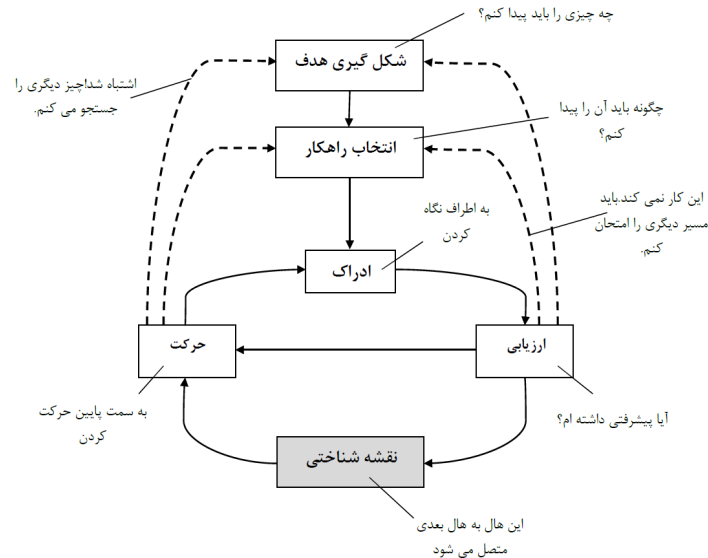 چه چیزی را باید پیدا کنم؟
شکل گیری هدف
اشتباه شد!چیز دیگری را
جستجو می کنم.
چگونه باید آن را پیدا
کنم؟
انتخاب راهکار
این کار نمی کند.باید
مسیر دیگری را امتحان
کنم.
به اطراف نگاه
کردن
ادراک
حرکت
ارزیابی
به سمت پایین حرکت
کردن
آیا پیشرفتی داشته ام؟
نقشه شناختی
این هال به هال بعدی
متصل می شود